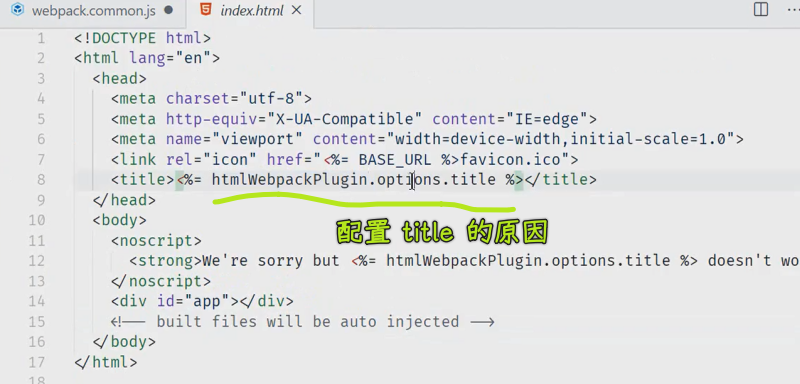 webpack.common.js index.html
1 <!DOCTYPE html>
2 <html lang="en">
3 <head>
4 <meta charset="utf-8">
5 <meta http-equiv="X-UA-Compatible" content="IE=edge">
6 <meta name="viewport" content="width=device-width,initial-scale=1.0">
7 <link rel="icon" href="<%= BASE_URL %>favicon.ico">
8 <title><%= htmlWebpackPlugin.options.title %></title>
9 </head>
配置 title 的原因
10 <body>
11 <noscript>
12 <strong>We're sorry but <%= htmlWebpackPlugin.options.title %> doesn't wo
13 </noscript>
14 <div id="app"></div>
15 <!-- built files will be auto injected -->
16 </body>
17 </html>
18